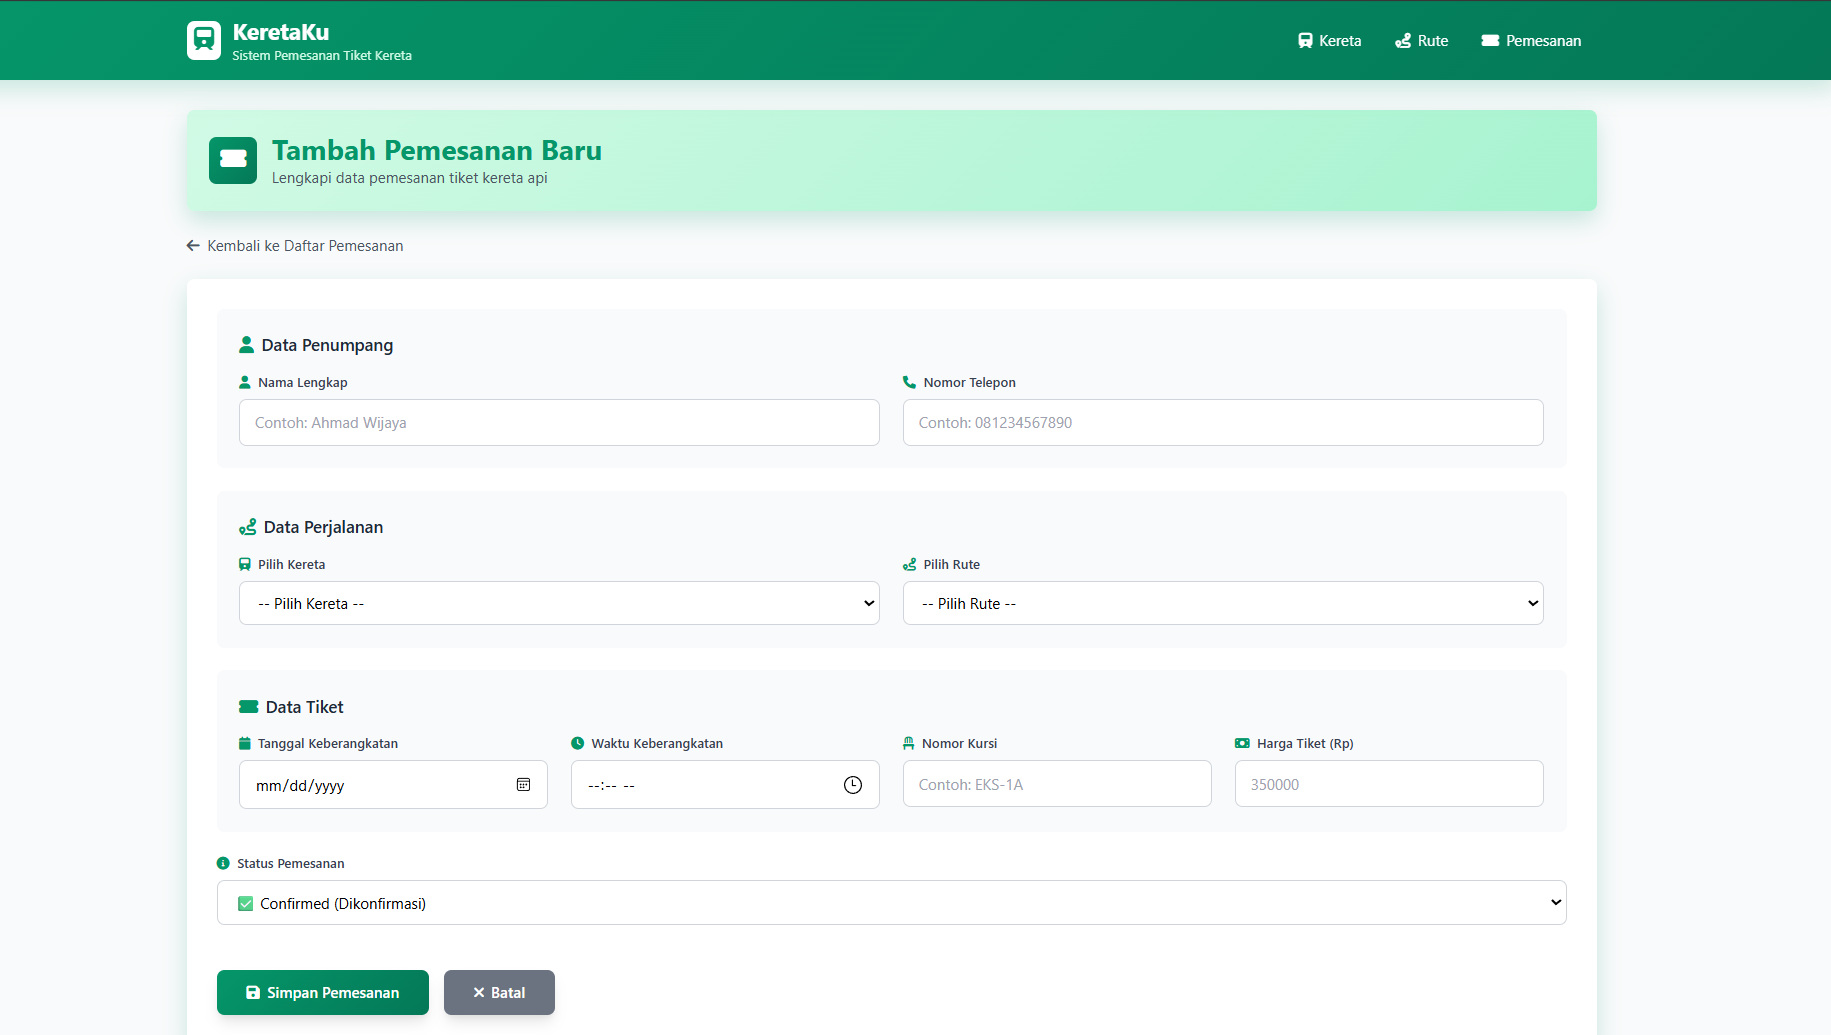 KeretaKu
Sistem Pemesanan Tiket Kereta
Kereta
Rute
Pemesanan
Tambah Pemesanan Baru
Lengkapi data pemesanan tiket kereta api
Kembali ke Daftar Pemesanan
Data Penumpang
Nama Lengkap
Nomor Telepon
Contoh: Ahmad Wijaya
Contoh: 081234567890
Data Perjalanan
Pilih Kereta
Pilih Rute
-- Pilih Kereta --
-- Pilih Rute --
Data Tiket
Tanggal Keberangkatan
Waktu Keberangkatan
Nomor Kursi
Harga Tiket (Rp)
mm/dd/yyyy
--:-- --
Contoh: EKS-1A
350000
Status Pemesanan
✅ Confirmed (Dikonfirmasi)
Simpan Pemesanan
Batal